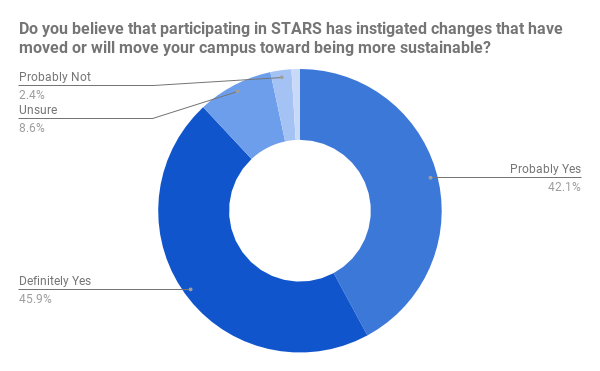 Do you believe that participating in STARS has instigated changes that have
moved or will move your campus toward being more sustainable?
Probably Not
2.4%
Unsure
8.6%
Probably Yes
42.1%
Definitely Yes
45.9%